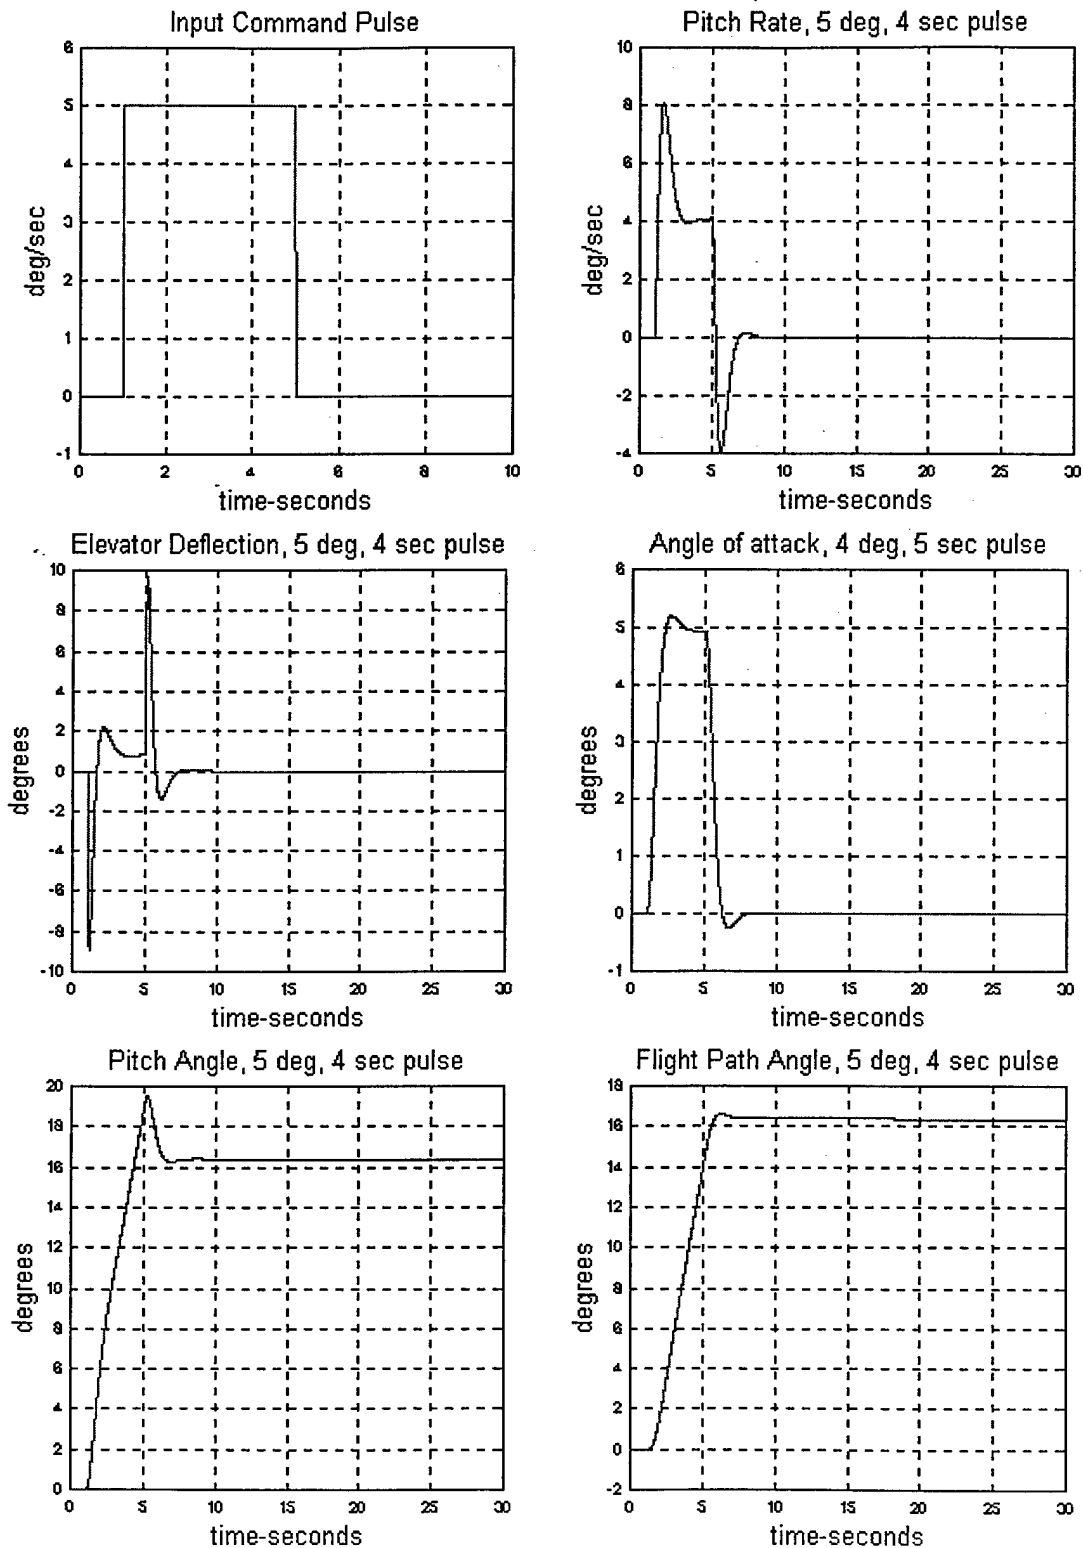 Input Command Pulse
6
5
4
3
2
1
0
-1
deg/sec
0 2 4 6 8 10
time-seconds
Pitch Rate, 5 deg, 4 sec pulse
10
8
6
4
2
0
-2
-4
deg/sec
0 5 10 15 20 25 30
time-seconds
Elevator Deflection, 5 deg, 4 sec pulse
10
8
6
4
2
0
-2
-4
-6
-8
-10
degrees
0 5 10 15 20 25 30
time-seconds
Angle of attack, 4 deg, 5 sec pulse
6
5
4
3
2
1
0
-1
degrees
0 5 10 15 20 25 30
time-seconds
Pitch Angle, 5 deg, 4 sec pulse
20
18
16
14
12
10
8
6
4
2
0
degrees
0 5 10 15 20 25 30
time-seconds
Flight Path Angle, 5 deg, 4 sec pulse
18
16
14
12
10
8
6
4
2
0
-2
degrees
0 5 10 15 20 25 30
time-seconds